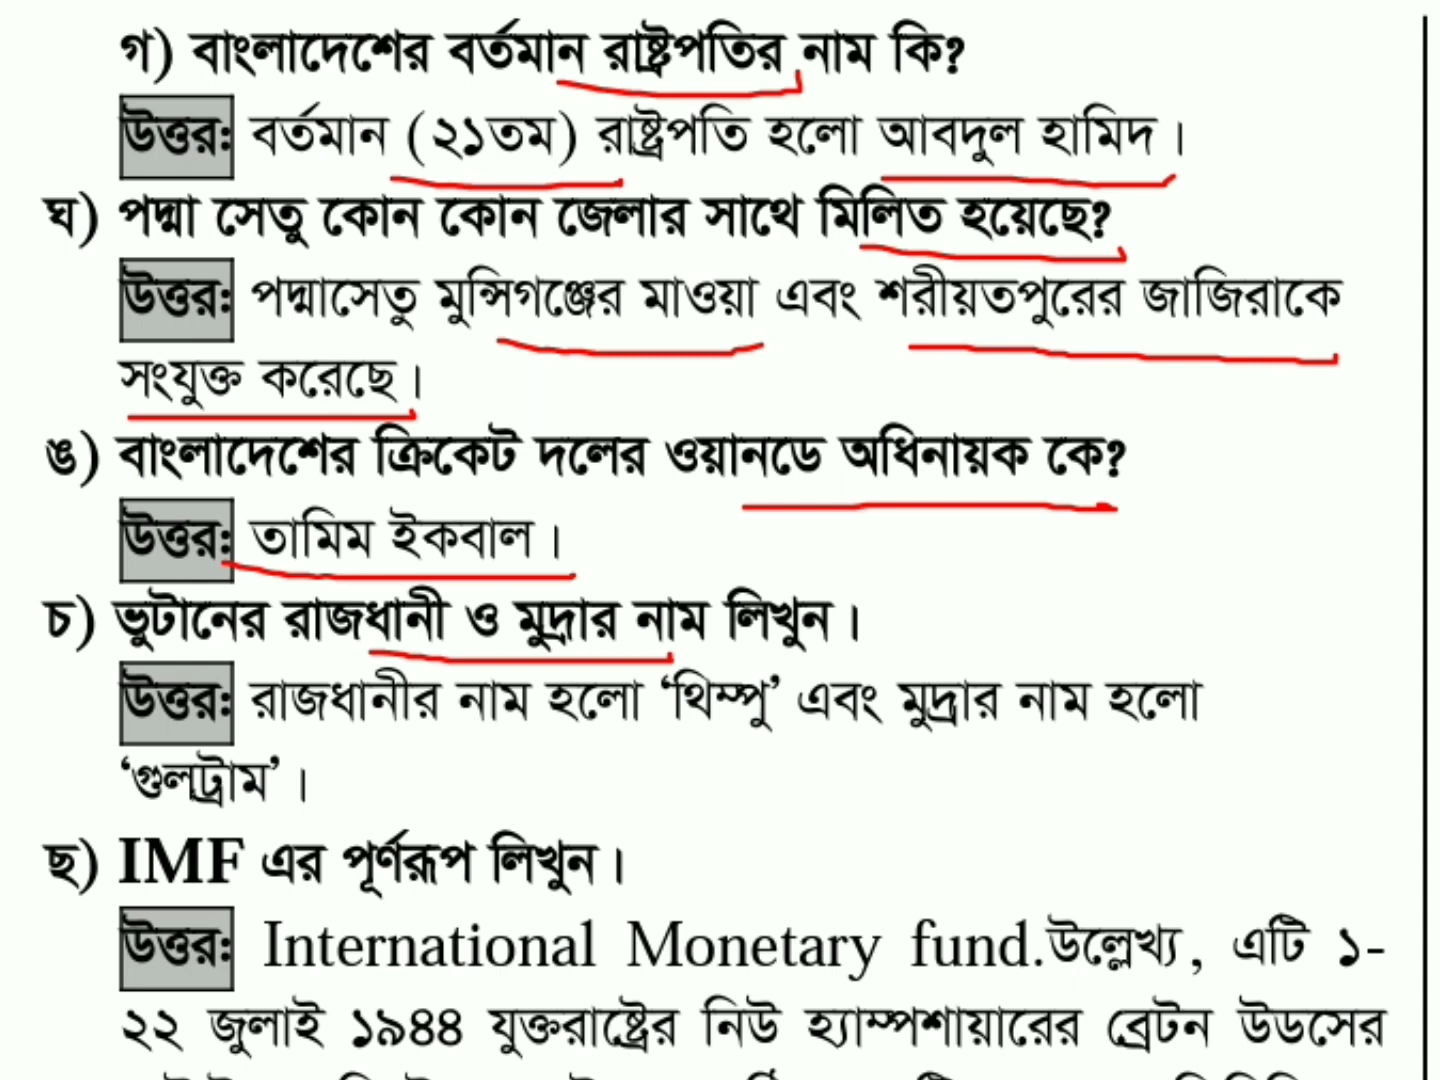 গ) বাংলাদেশের বর্তমান রাষ্ট্রপতির নাম কি?
উত্তর: বর্তমান (২১তম) রাষ্ট্রপতি হলো আবদুল হামিদ।
ঘ) পদ্মা সেতু কোন কোন জেলার সাথে মিলিত হয়েছে?
উত্তর: পদ্মাসেতু মুন্সিগঞ্জের মাওয়া এবং শরীয়তপুরের জাজিরাকে
সংযুক্ত করেছে।
ঙ) বাংলাদেশের ক্রিকেট দলের ওয়ানডে অধিনায়ক কে?
উত্তর: তামিম ইকবাল।
চ) ভুটানের রাজধানী ও মুদ্রার নাম লিখুন।
উত্তর: রাজধানীর নাম হলো ‘থিম্পু’ এবং মুদ্রার নাম হলো
‘গুলট্রাম’।
ছ) IMF এর পূর্ণরূপ লিখুন।
উত্তর: International Monetary fund.উল্লেখ্য, এটি ১-
২২ জুলাই ১৯৪৪ যুক্তরাষ্ট্রের নিউ হ্যাম্পশায়ারের ব্রেটন উডসের